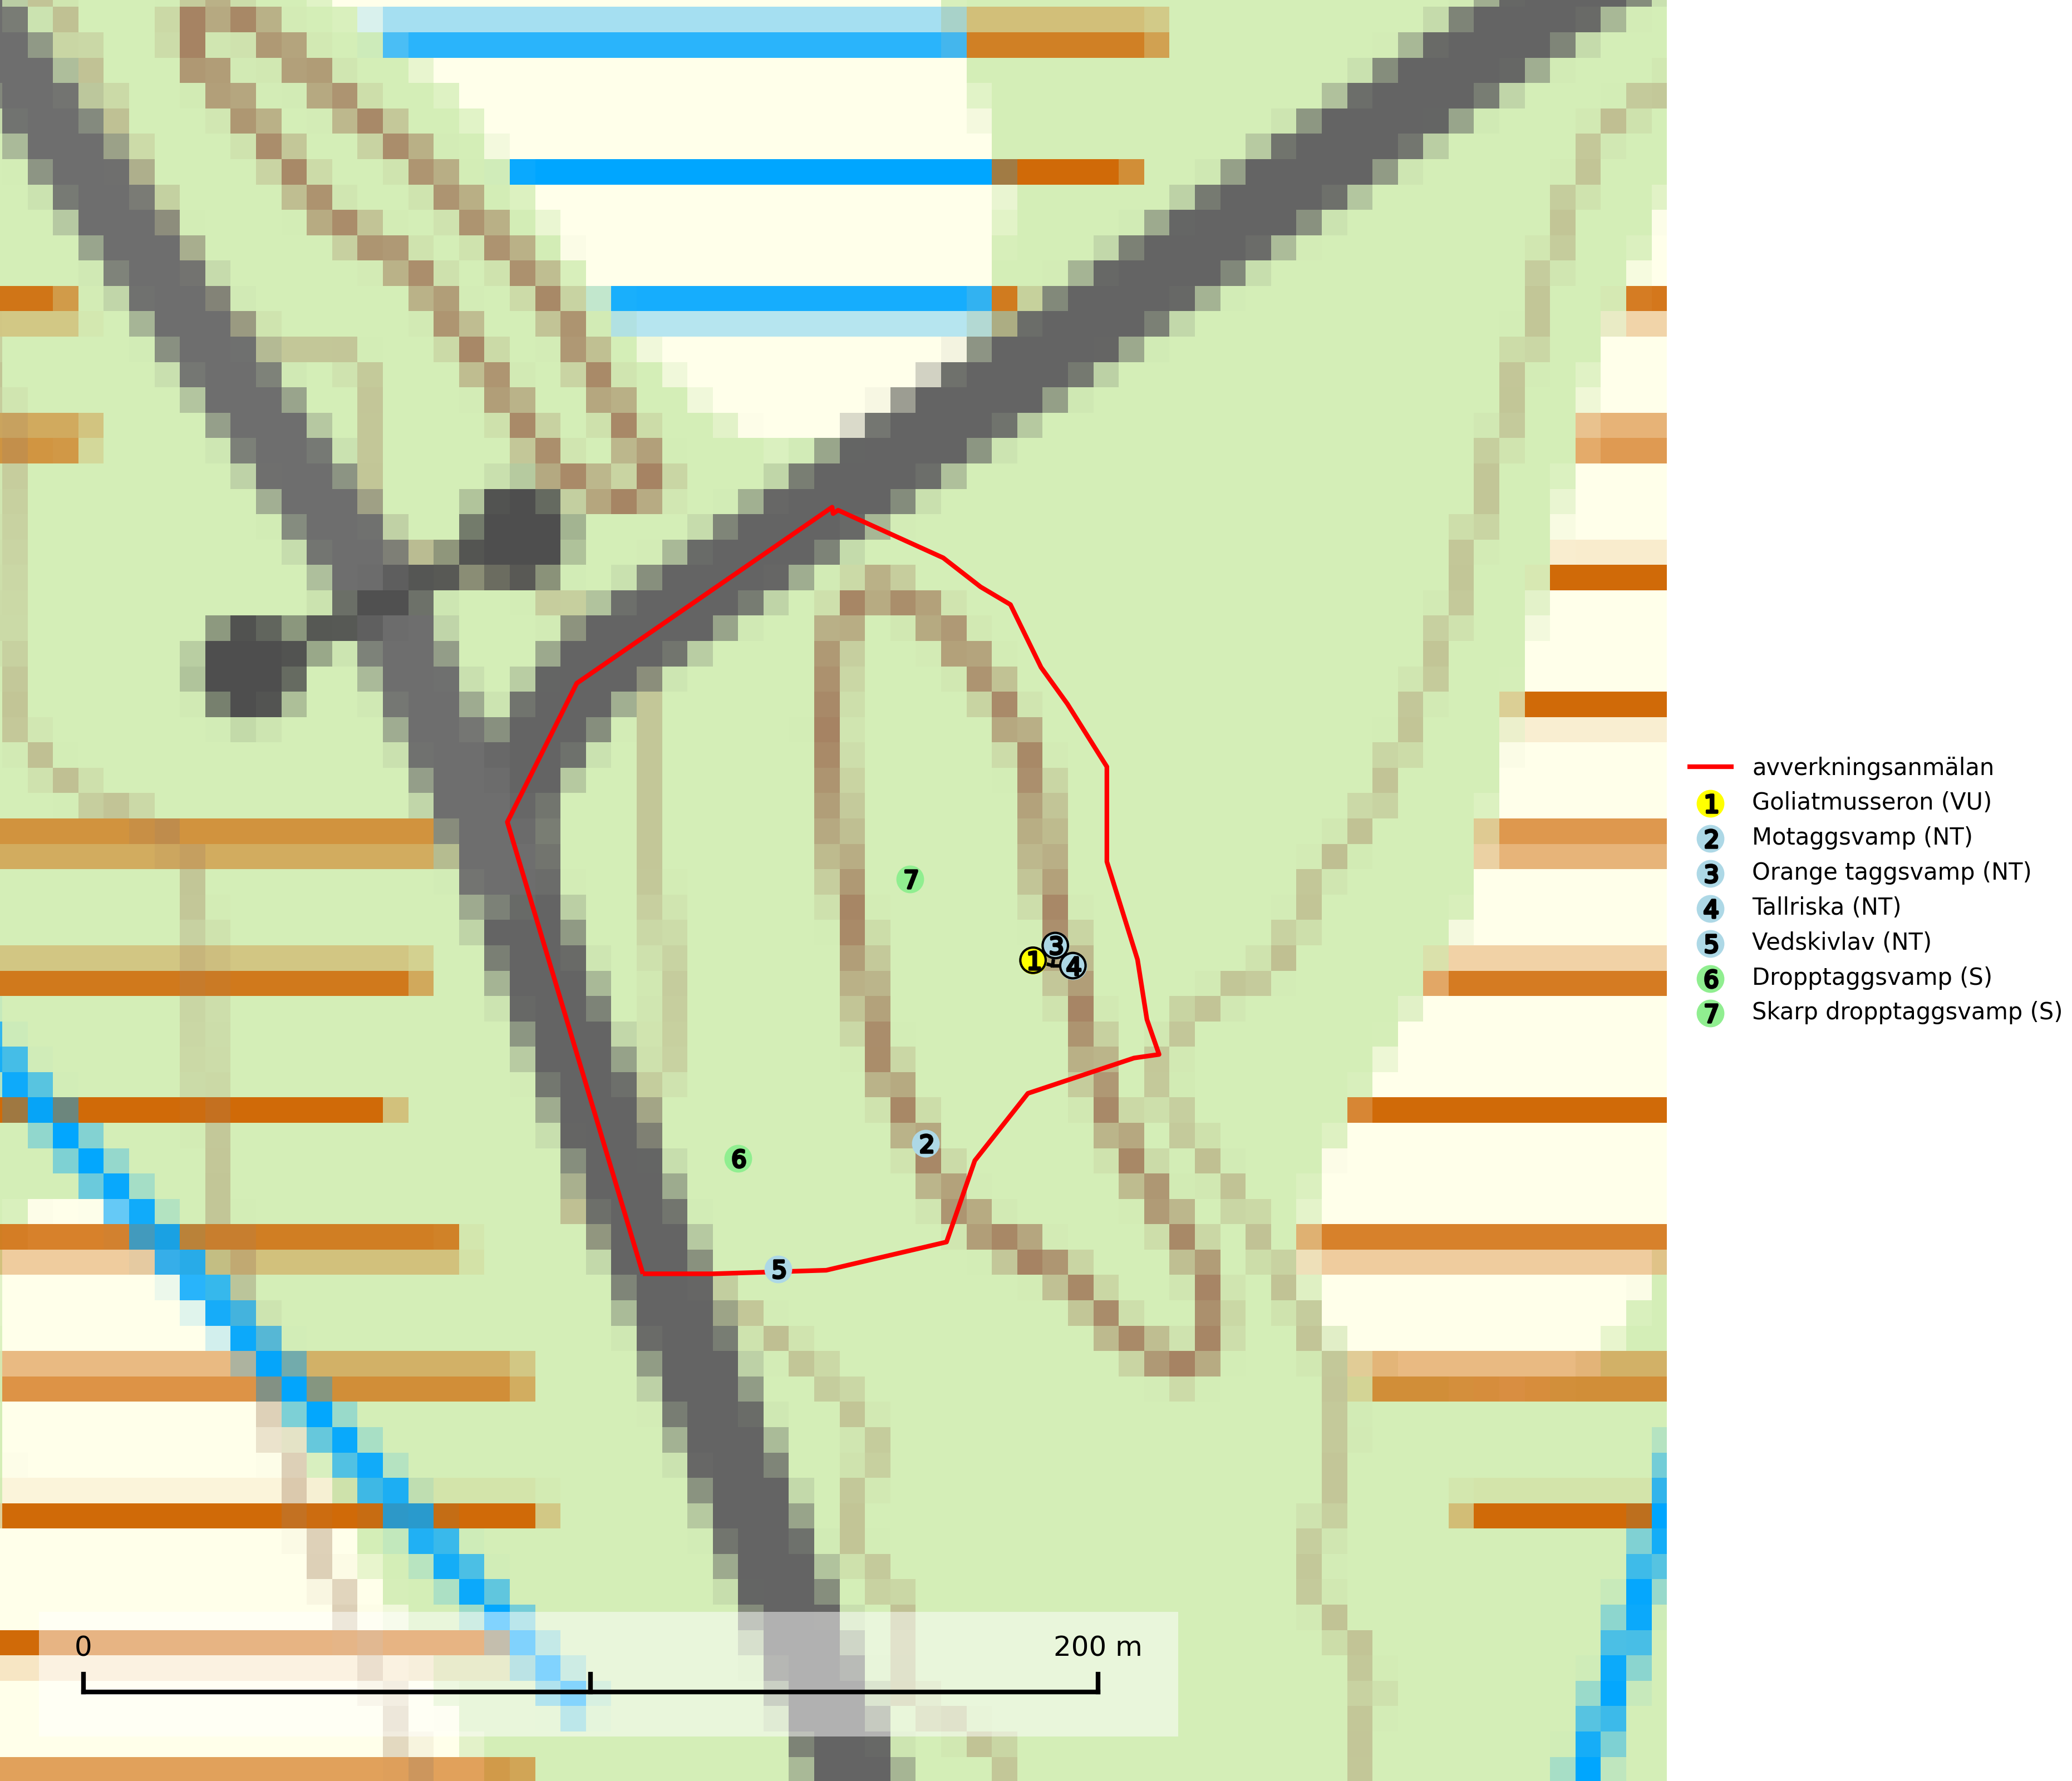 7
3
1
4
2
6
5
0
200 m
avverkningsanmälan
1 Goliatmusseron (VU)
2 Motaggsvamp (NT)
3 Orange taggsvamp (NT)
4 Tallriska (NT)
5 Vedskivlav (NT)
6 Dropptaggsvamp (S)
7 Skarp dropptaggsvamp (S)